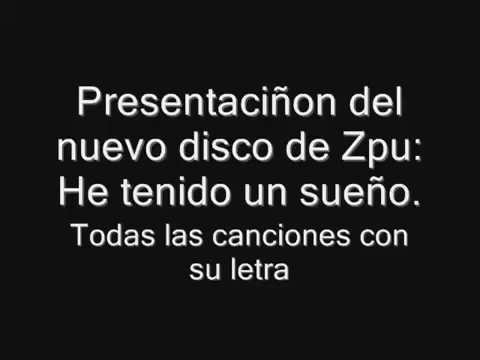 Presentaciñon del
nuevo disco de Zpu:
He tenido un sueño.
Todas las canciones con
su letra